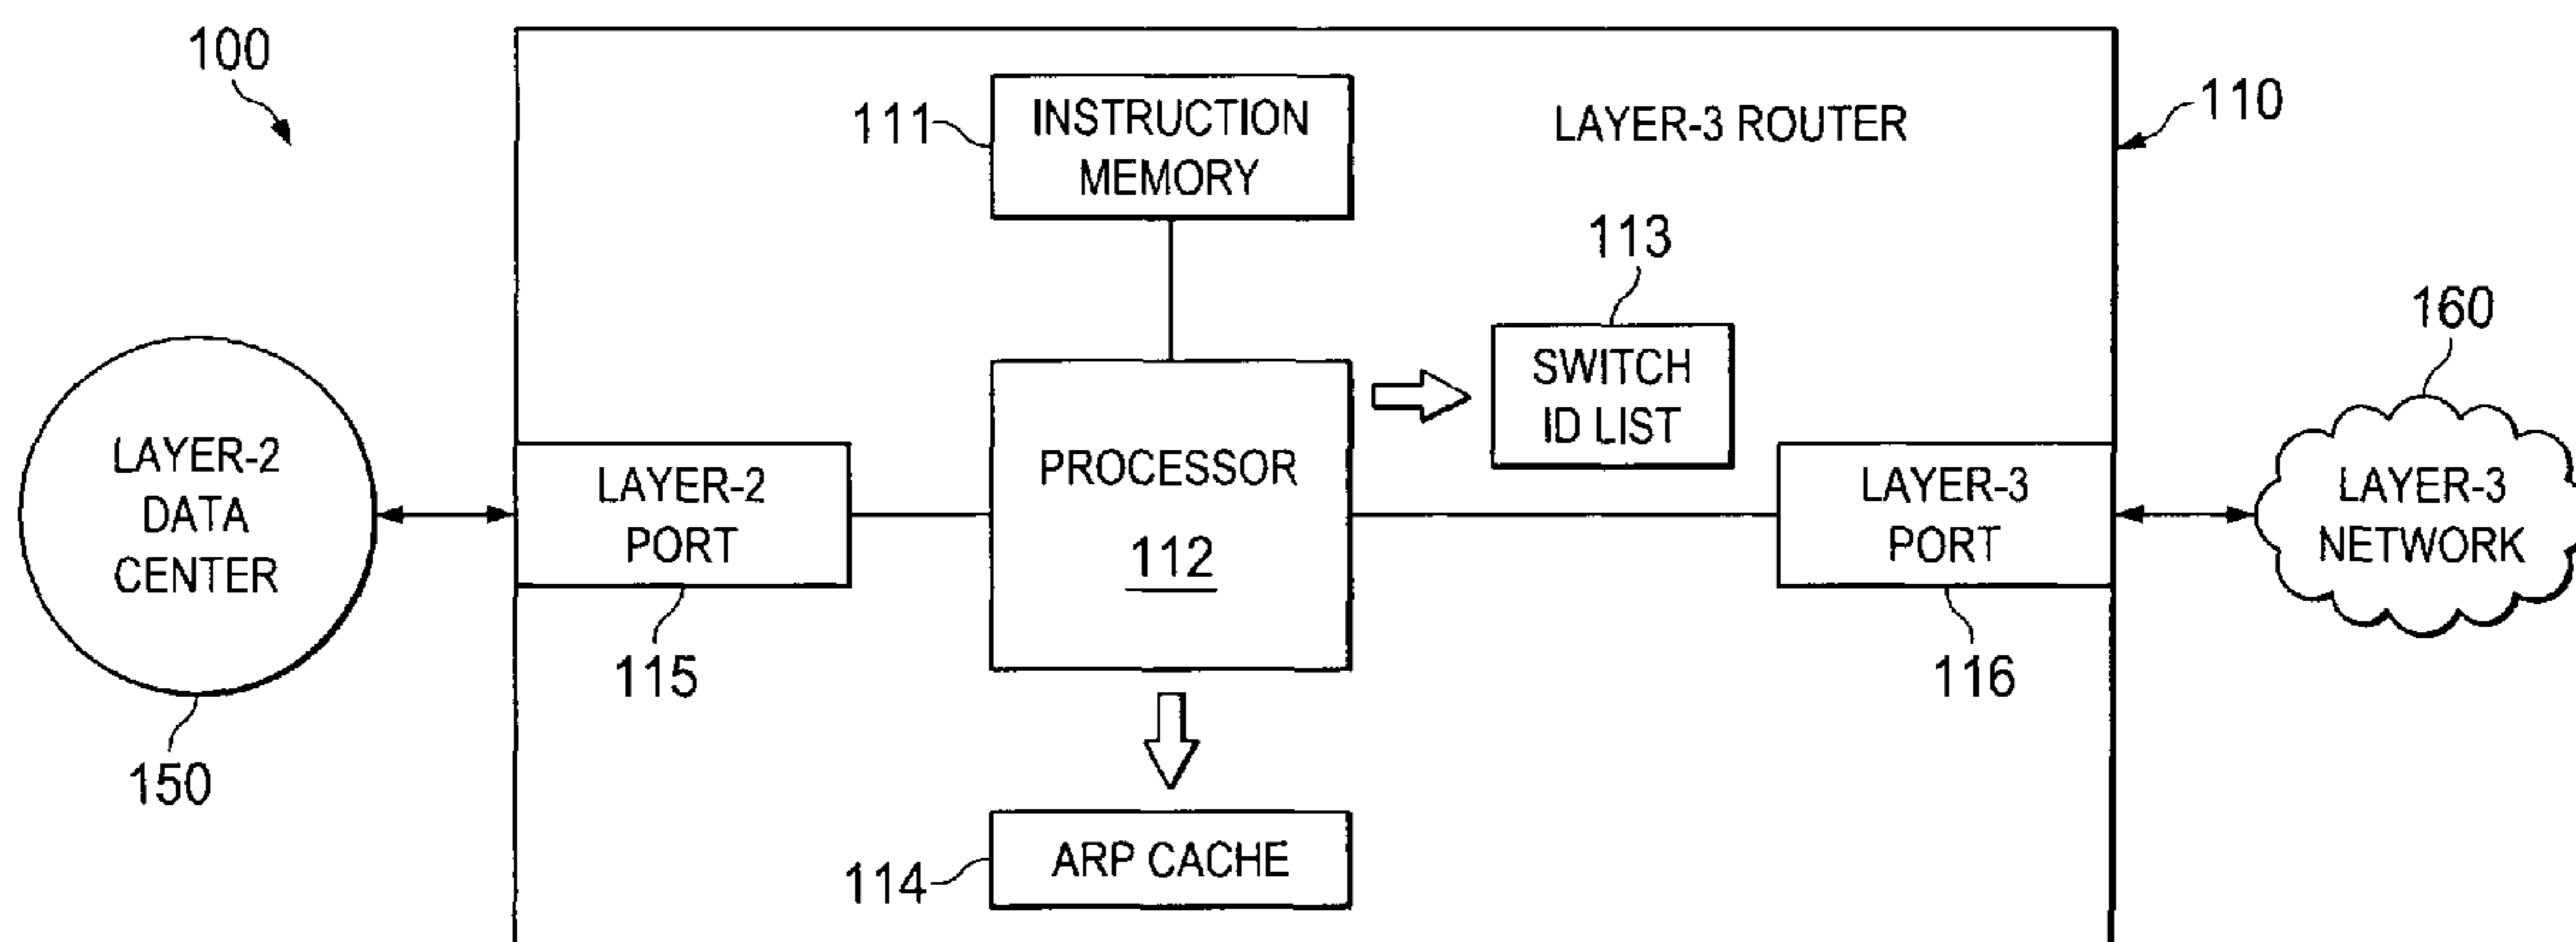 100
INSTRUCTION
MEMORY
111
LAYER-3 ROUTER
110
113
SWITCH
ID LIST
160
LAYER-2
DATA
CENTER
150
LAYER-2
PORT
115
PROCESSOR
112
LAYER-3
PORT
116
LAYER-3
NETWORK
ARP CACHE
114